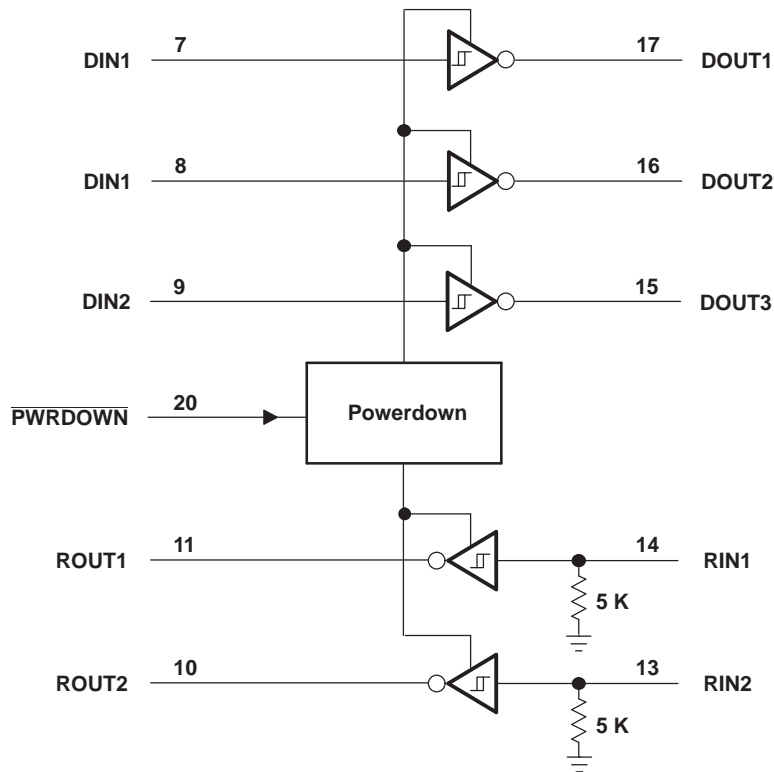 DIN1 7 17 DOUT1
DIN1 8 16 DOUT2
DIN2 9 15 DOUT3
PWRDOWN 20 Powerdown
ROUT1 11 14 RIN1
5 K
ROUT2 10 13 RIN2
5 K